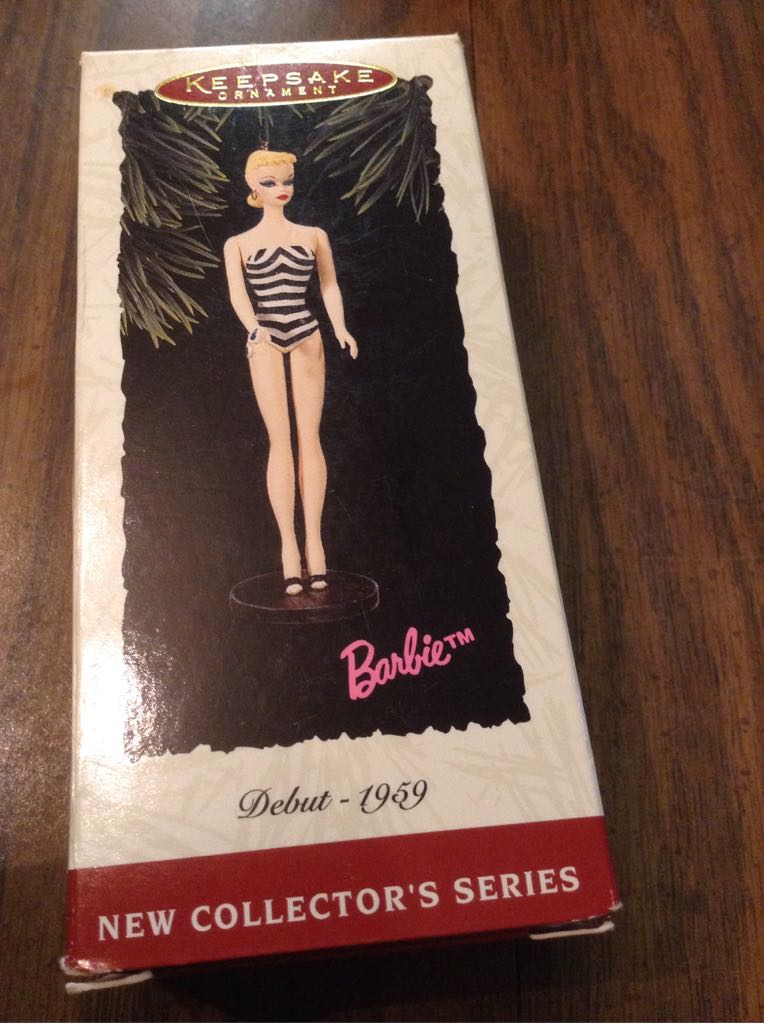 KEEPSAKE
ORNAMENT
Barbie™
Debut - 1959
NEW COLLECTOR'S SERIES